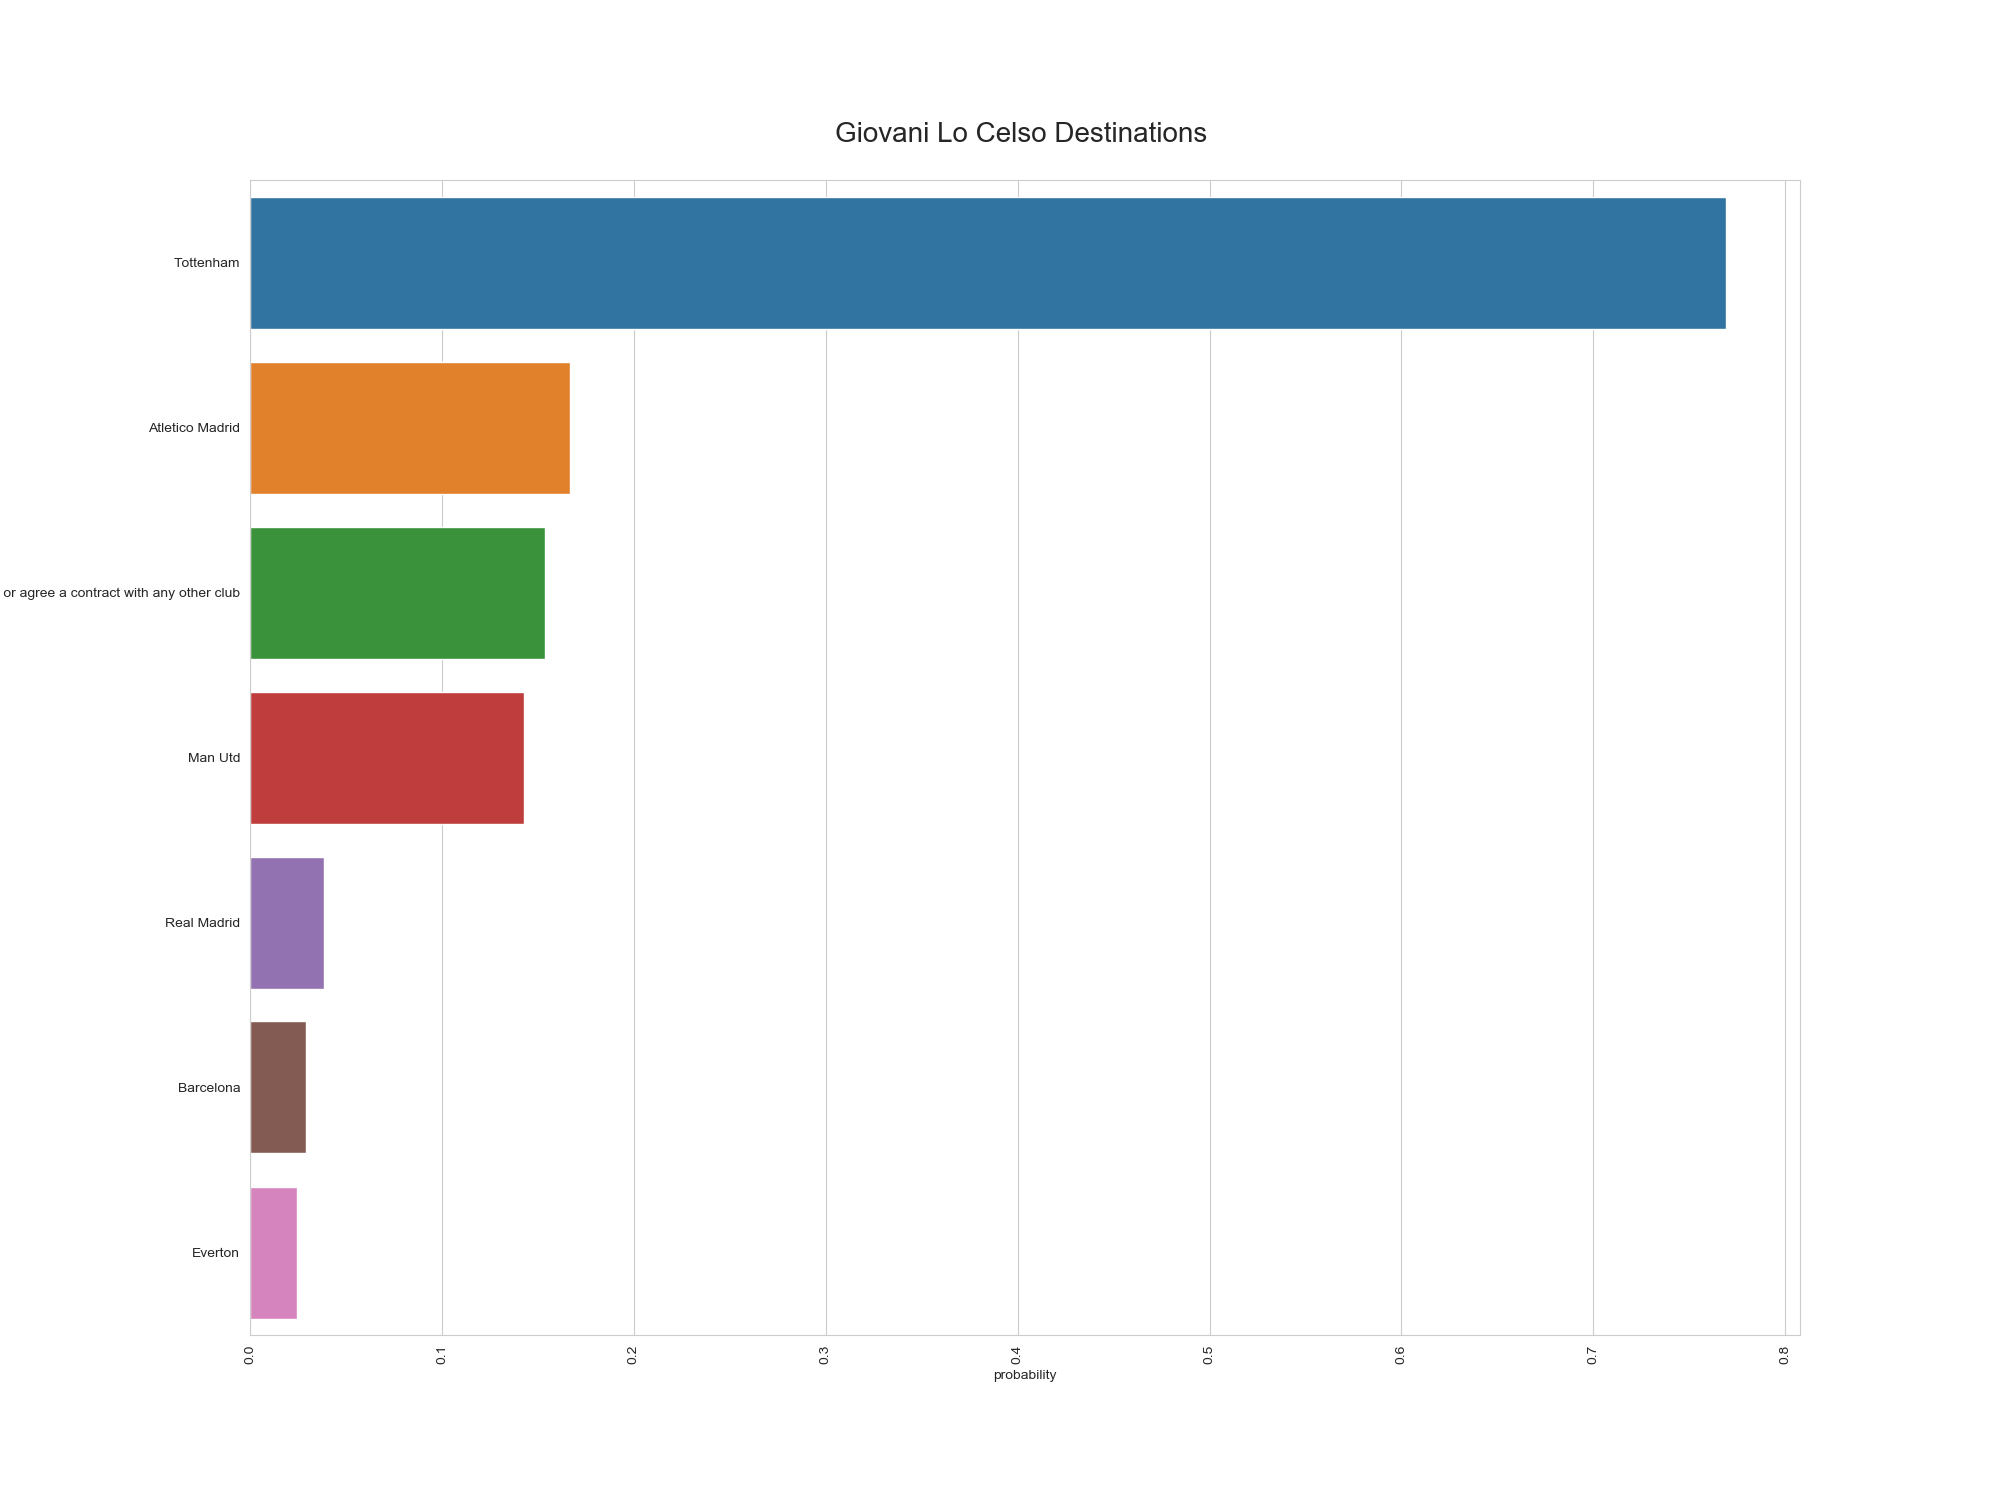 Giovani Lo Celso Destinations
Tottenham
Atletico Madrid
or agree a contract with any other club
Man Utd
Real Madrid
Barcelona
Everton
0.0 0.1 0.2 0.3 0.4 0.5 0.6 0.7 0.8
probability